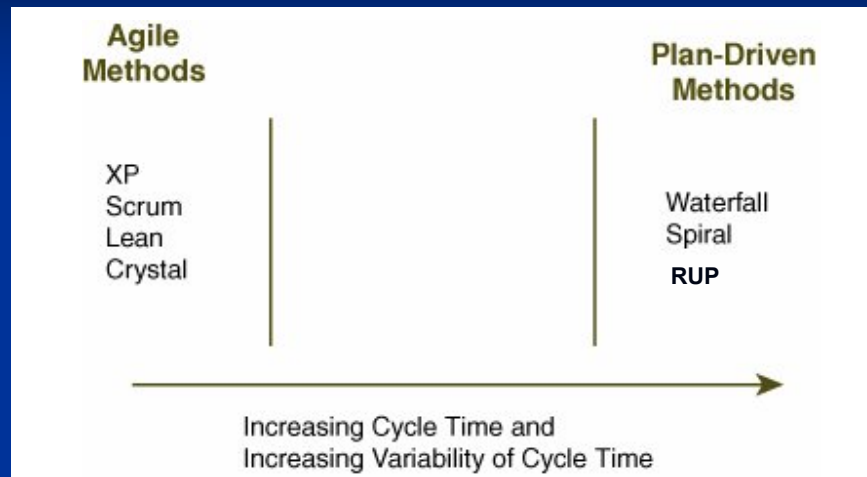 Agile
Methods
Plan-Driven
Methods
XP
Scrum
Lean
Crystal
Waterfall
Spiral
RUP
Increasing Cycle Time and
Increasing Variability of Cycle Time